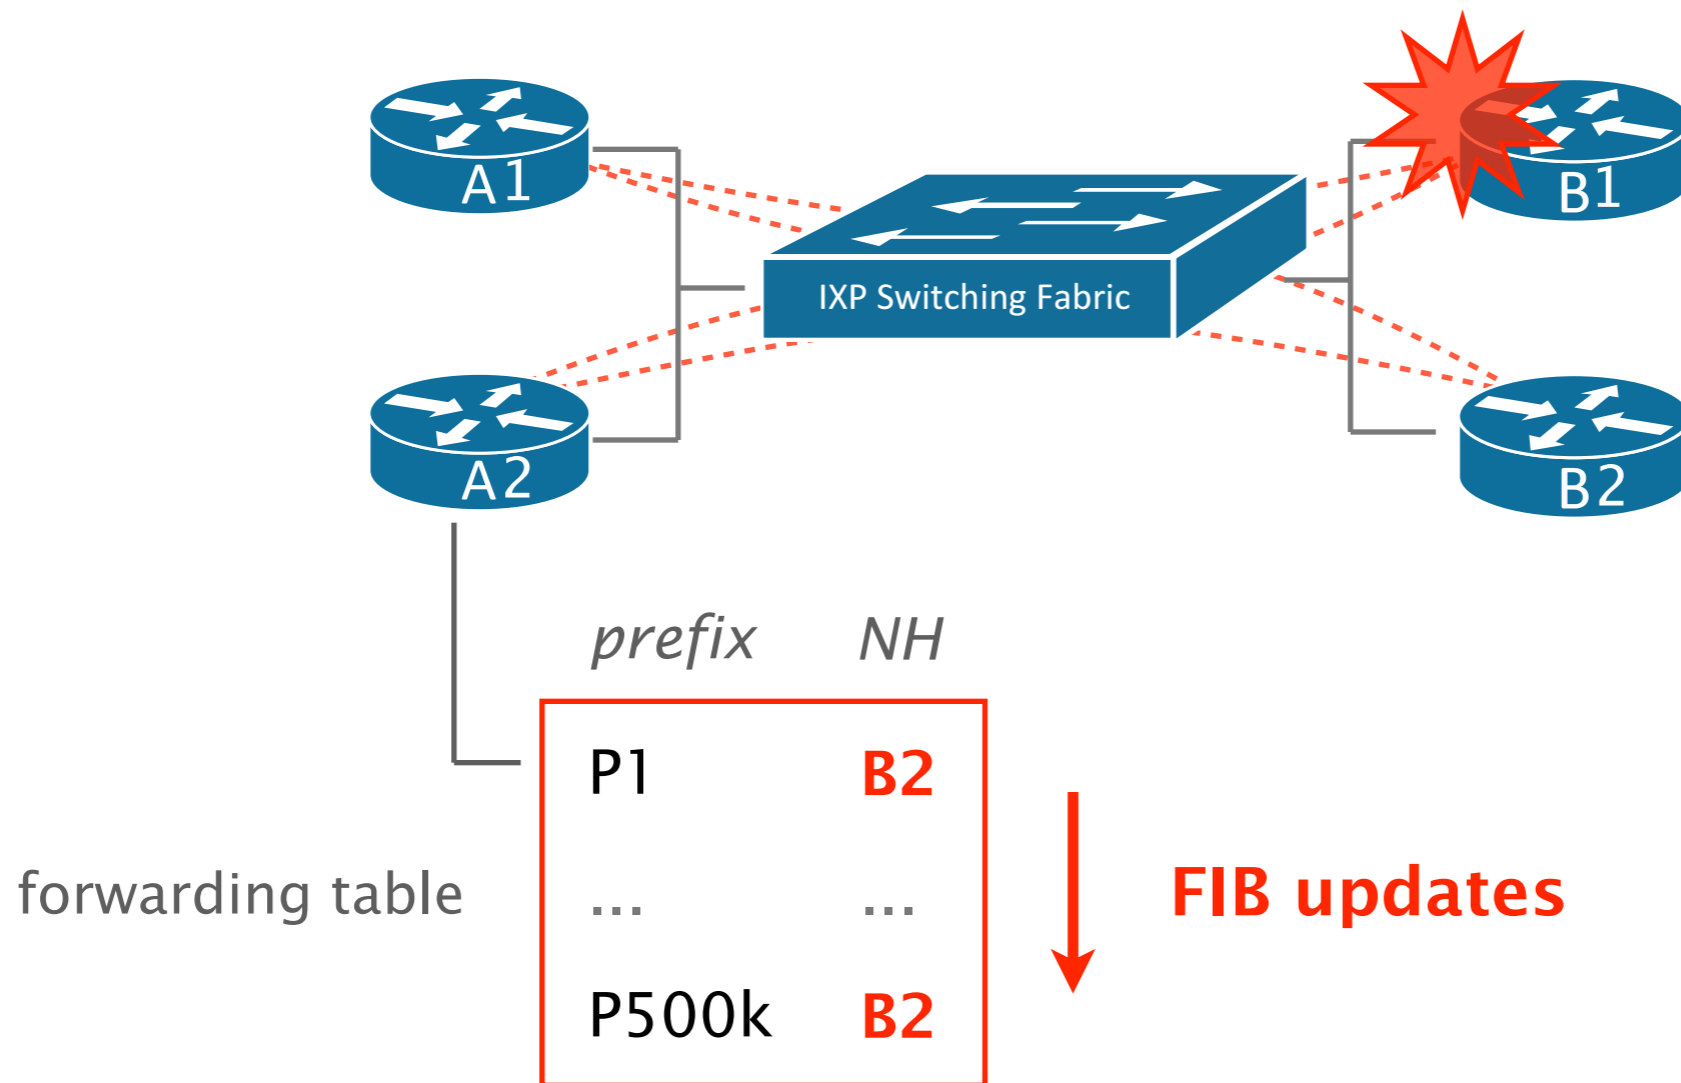 A1
B1
IXP Switching Fabric
A2
B2
prefix NH
P1 B2
forwarding table ... ... FIB updates
P500k B2